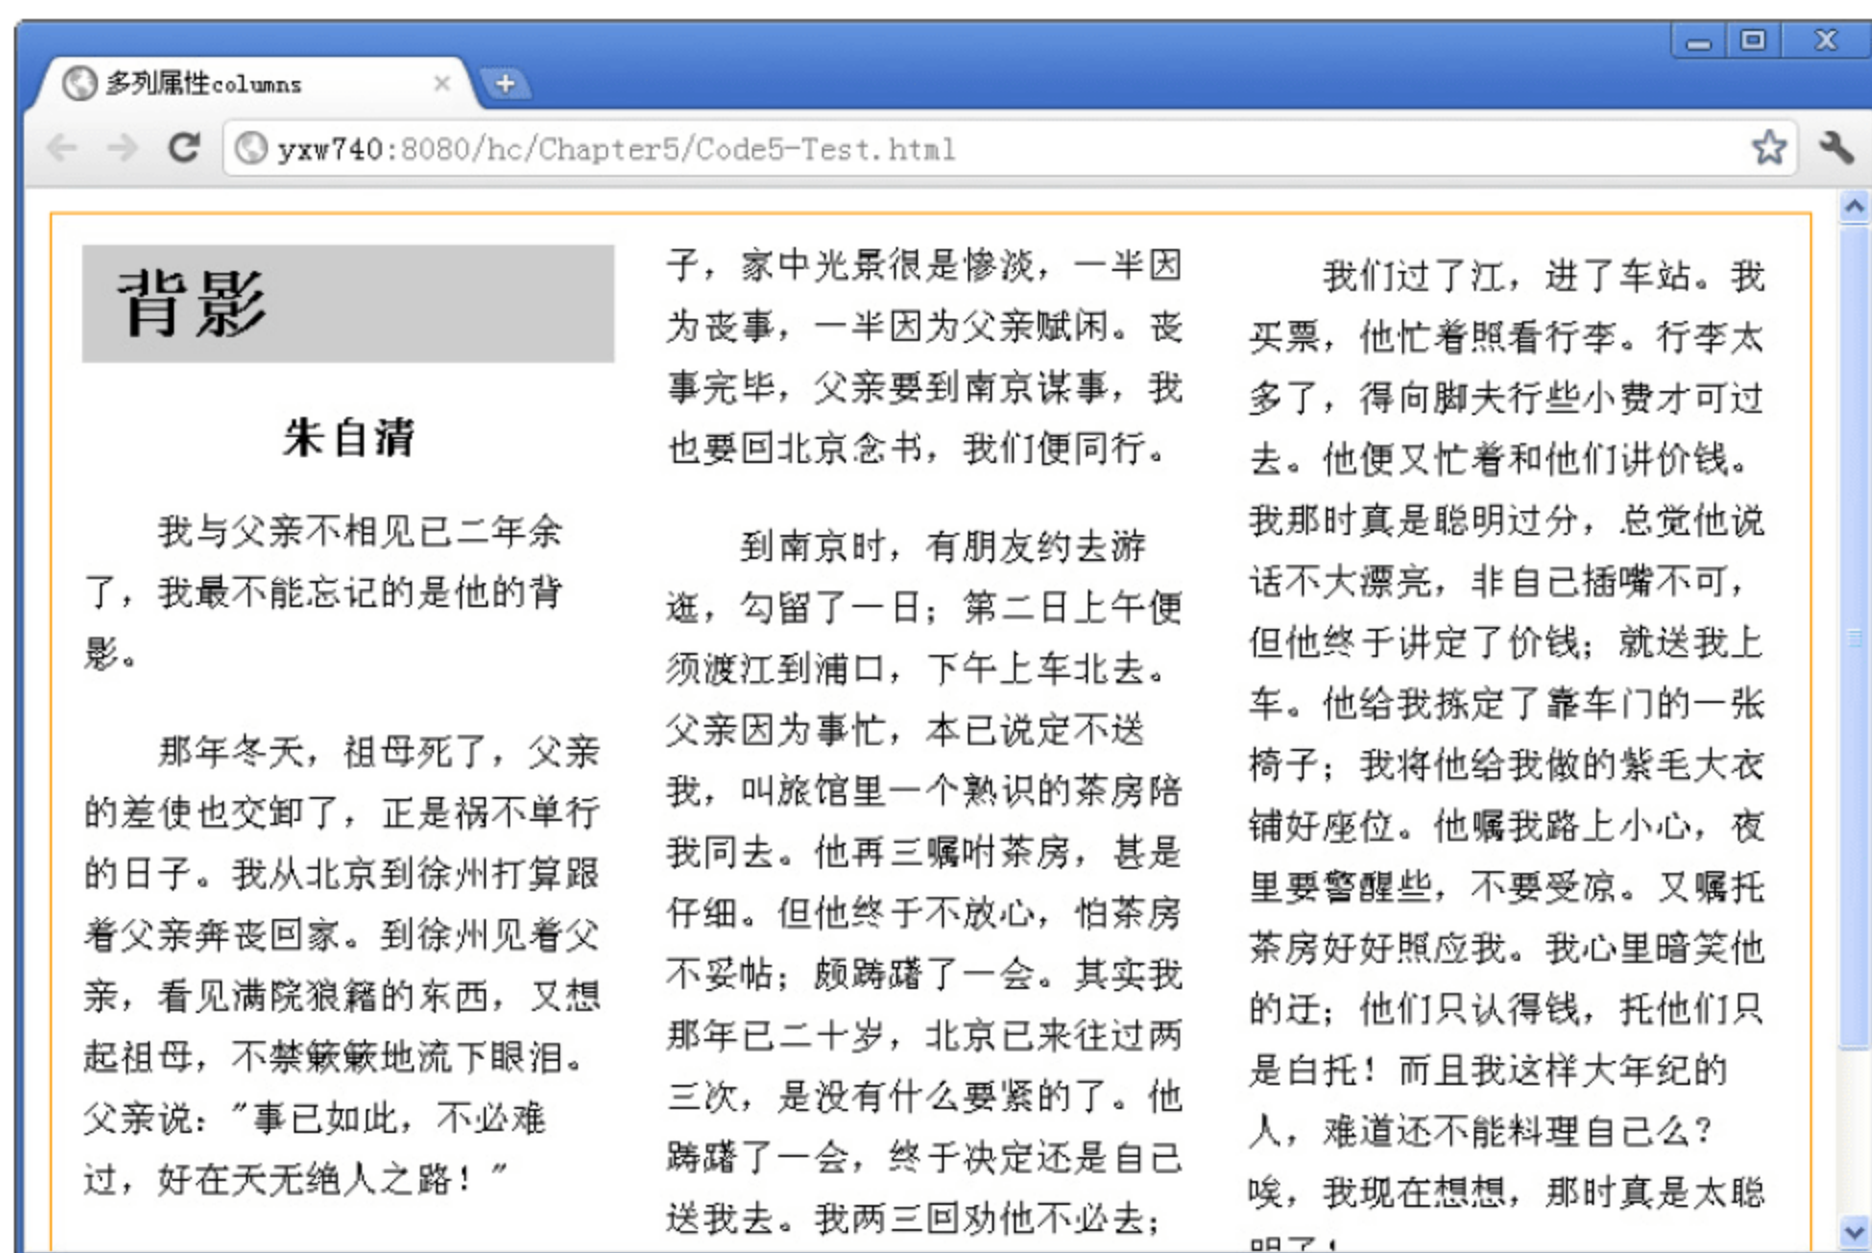 多列属性columns
yxw740:8080/hc/Chapter5/Code5-Test.html
背影
朱自清
我与父亲不相见已二年余
了，我最不能忘记的是他的背
影。
那年冬天，祖母死了，父亲
的差使也交卸了，正是祸不单行
的日子。我从北京到徐州打算跟
着父亲奔丧回家。到徐州见着父
亲，看见满院狼籍的东西，又想
起祖母，不禁簌簌地流下眼泪。
父亲说："事已如此，不必难
过，好在天无绝人之路！"
子，家中光景很是惨淡，一半因
为丧事，一半因为父亲赋闲。丧
事完毕，父亲要到南京谋事，我
也要回北京念书，我们便同行。
到南京时，有朋友约去游
逛，勾留了一日；第二日上午便
须渡江到浦口，下午上车北去。
父亲因为事忙，本已说定不送
我，叫旅馆里一个熟识的茶房陪
我同去。他再三嘱咐茶房，甚是
仔细。但他终于不放心，怕茶房
不妥帖；颇踌躇了一会。其实我
那年已二十岁，北京已来往过两
三次，是没有什么要紧的了。他
踌躇了一会，终于决定还是自己
送我去。我两三回劝他不必去；
我们过了江，进了车站。我
买票，他忙着照看行李。行李太
多了，得向脚夫行些小费才可过
去。他便又忙着和他们讲价钱。
我那时真是聪明过分，总觉他说
话不大漂亮，非自己插嘴不可，
但他终于讲定了价钱；就送我上
车。他给我拣定了靠车门的一张
椅子；我将他给我做的紫毛大衣
铺好座位。他嘱我路上小心，夜
里要警醒些，不要受凉。又嘱托
茶房好好照应我。我心里暗笑他
的迂；他们只认得钱，托他们只
是白托！而且我这样大年纪的
人，难道还不能料理自己么？
唉，我现在想想，那时真是太聪
明了！